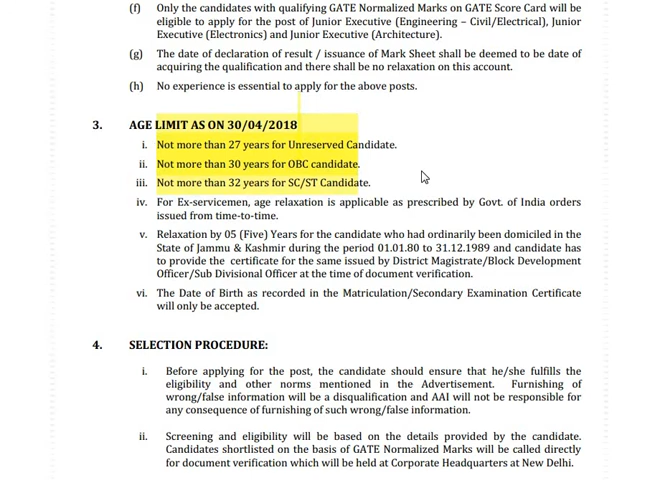 (f) Only the candidates with qualifying GATE Normalized Marks on GATE Score Card will be
eligible to apply for the post of Junior Executive (Engineering – Civil/Electrical), Junior
Executive (Electronics) and Junior Executive (Architecture).
(g) The date of declaration of result / issuance of Mark Sheet shall be deemed to be date of
acquiring the qualification and there shall be no relaxation on this account.
(h) No experience is essential to apply for the above posts.
3. AGE LIMIT AS ON 30/04/2018
i. Not more than 27 years for Unreserved Candidate.
ii. Not more than 30 years for OBC candidate.
iii. Not more than 32 years for SC/ST Candidate.
iv. For Ex-servicemen, age relaxation is applicable as prescribed by Govt. of India orders
issued from time-to-time.
v. Relaxation by 05 (Five) Years for the candidate who had ordinarily been domiciled in the
State of Jammu & Kashmir during the period 01.01.80 to 31.12.1989 and candidate has
to provide the certificate for the same issued by District Magistrate/Block Development
Officer/Sub Divisional Officer at the time of document verification.
vi. The Date of Birth as recorded in the Matriculation/Secondary Examination Certificate
will only be accepted.
4. SELECTION PROCEDURE:
i. Before applying for the post, the candidate should ensure that he/she fulfills the
eligibility and other norms mentioned in the Advertisement. Furnishing of
wrong/false information will be a disqualification and AAI will not be responsible for
any consequence of furnishing of such wrong/false information.
ii. Screening and eligibility will be based on the details provided by the candidate.
Candidates shortlisted on the basis of GATE Normalized Marks will be called directly
for document verification which will be held at Corporate Headquarters at New Delhi.